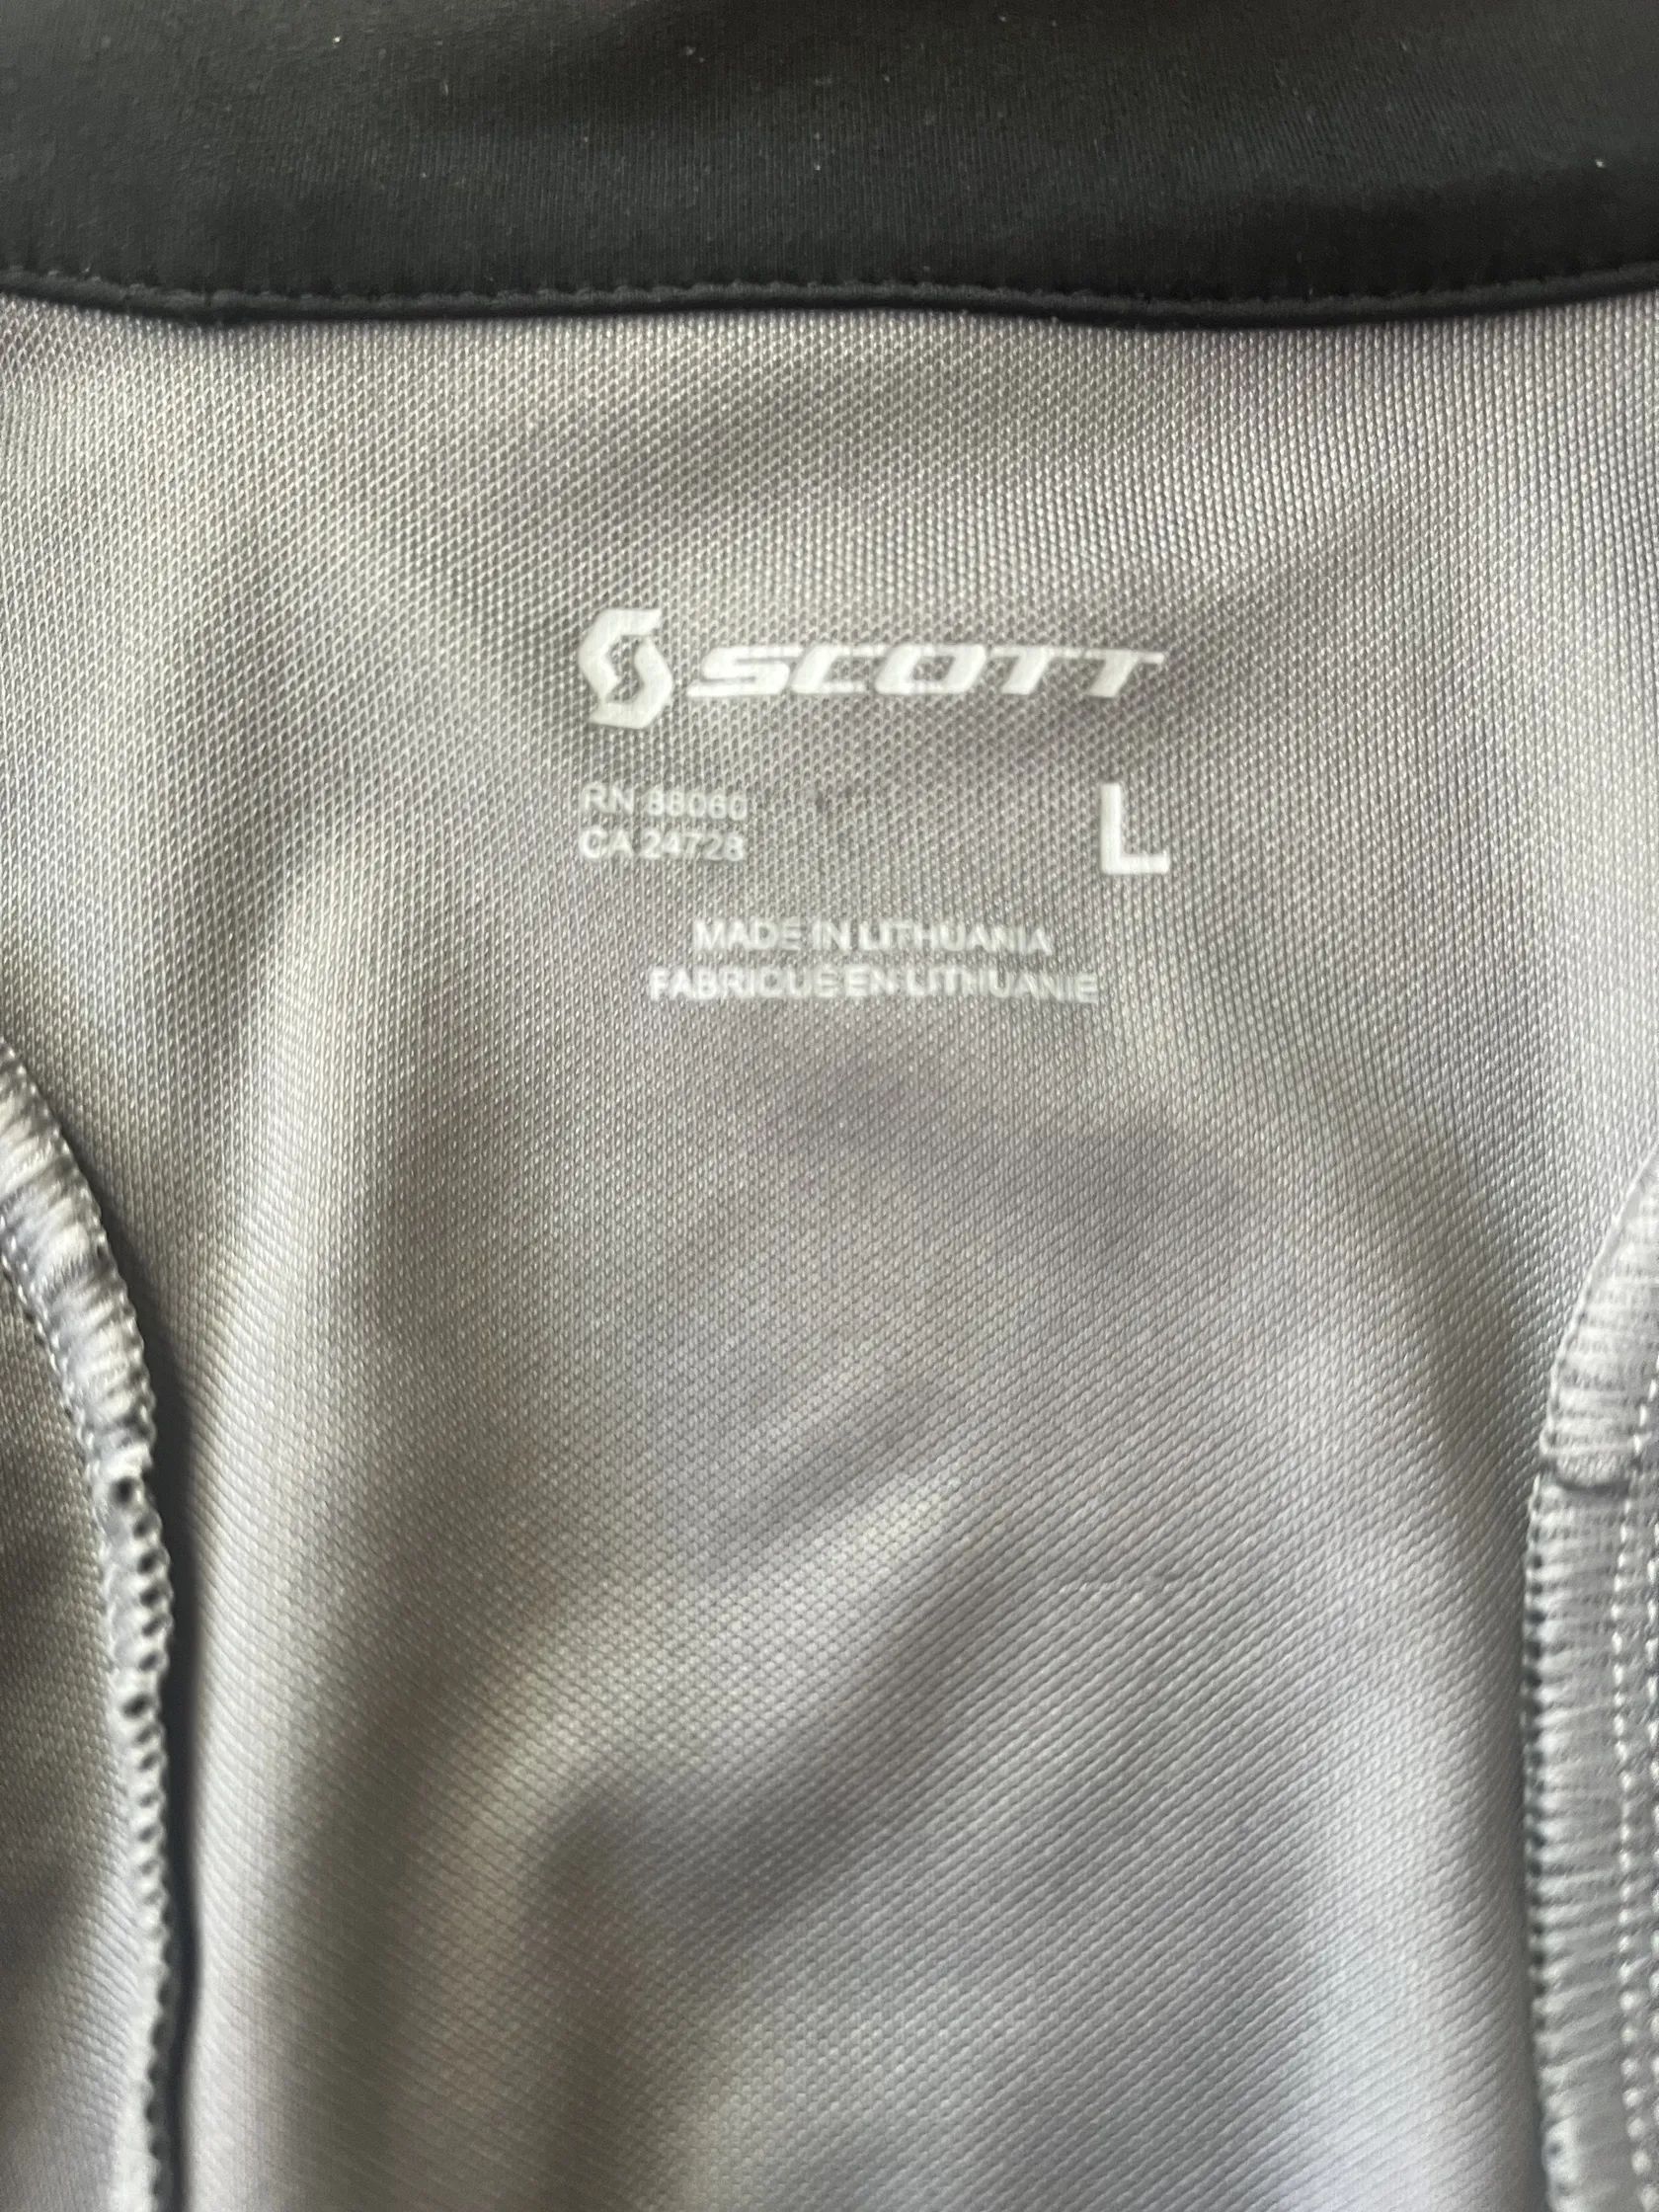 SCOTT
RN 88060
L
CA 24728
MADE IN LITHUANIA
FABRIQUE EN LITHUANIE